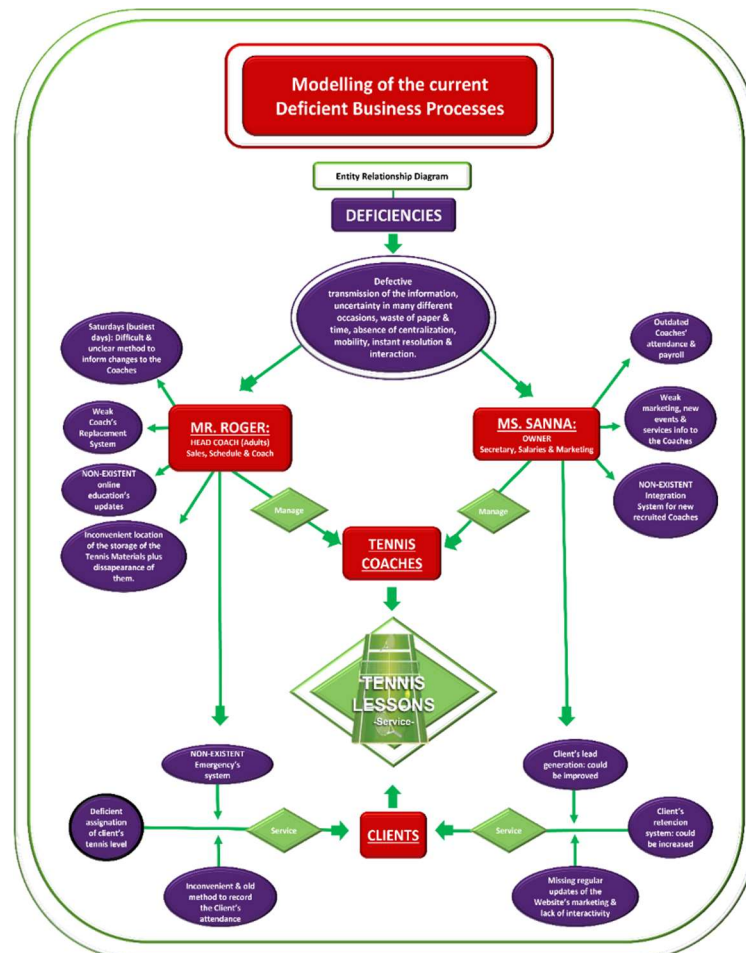 Modelling of the current
Deficient Business Processes
Entity Relationship Diagram
DEFICIENCIES
Defective
transmission of the information,
uncertainty in many different
occasions, waste of paper &
time, absence of centralization,
mobility, instant resolution &
interaction.
Saturdays (busiest
days): Difficult &
unclear method to
inform changes to the
Coaches
Outdated
Coaches'
attendance &
payroll
Weak
Coach's
Replacement
System
MR. ROGER:
HEAD COACH (Adults)
Sales, Schedule & Coach
MS. SANNA:
OWNER
Secretary, Salaries & Marketing
Weak
marketing, new
events &
services info to
the Coaches
NON-EXISTENT
online
education's
updates
NON-EXISTENT
Integration
System for new
recruited Coaches
Inconvenient location
of the storage of the
Tennis Materials plus
dissapearance of
them.
Manage
Manage
TENNIS
COACHES
TENNIS
LESSONS
-Service-
NON-EXISTENT
Emergency's
system
Client's lead
generation: could
be improved
Deficient
assignation
of client's
tennis level
Service
CLIENTS
Service
Client's
retencion
system: could
be increased
Inconvenient & old
method to record
the Client's
attendance
Missing regular
updates of the
Website's marketing &
lack of interactivity